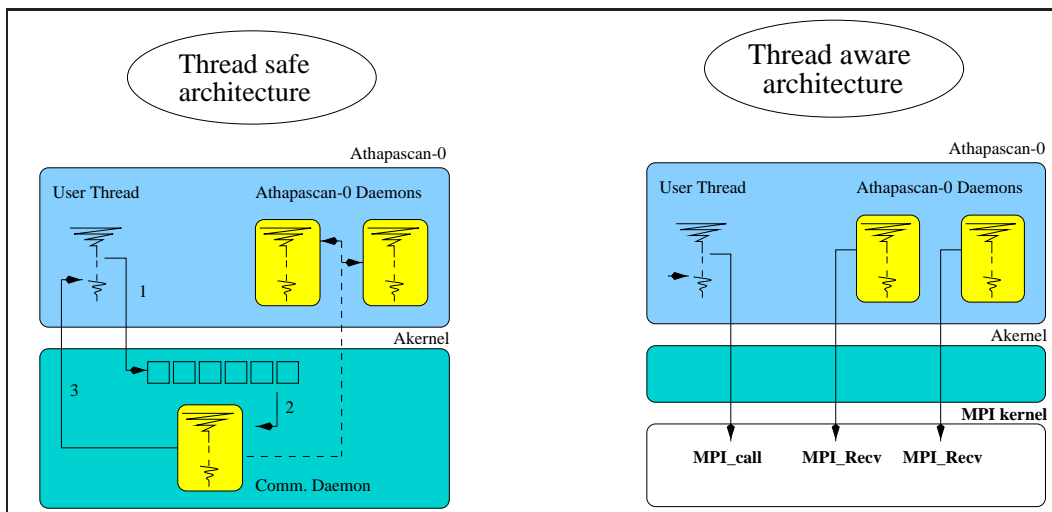 Thread safe
architecture
Athapascan-0
User Thread
Athapascan-0 Daemons
1
Akernel
3
2
Comm. Daemon
Thread aware
architecture
Athapascan-0
User Thread
Athapascan-0 Daemons
Akernel
MPI kernel
MPI_call
MPI_Recv
MPI_Recv